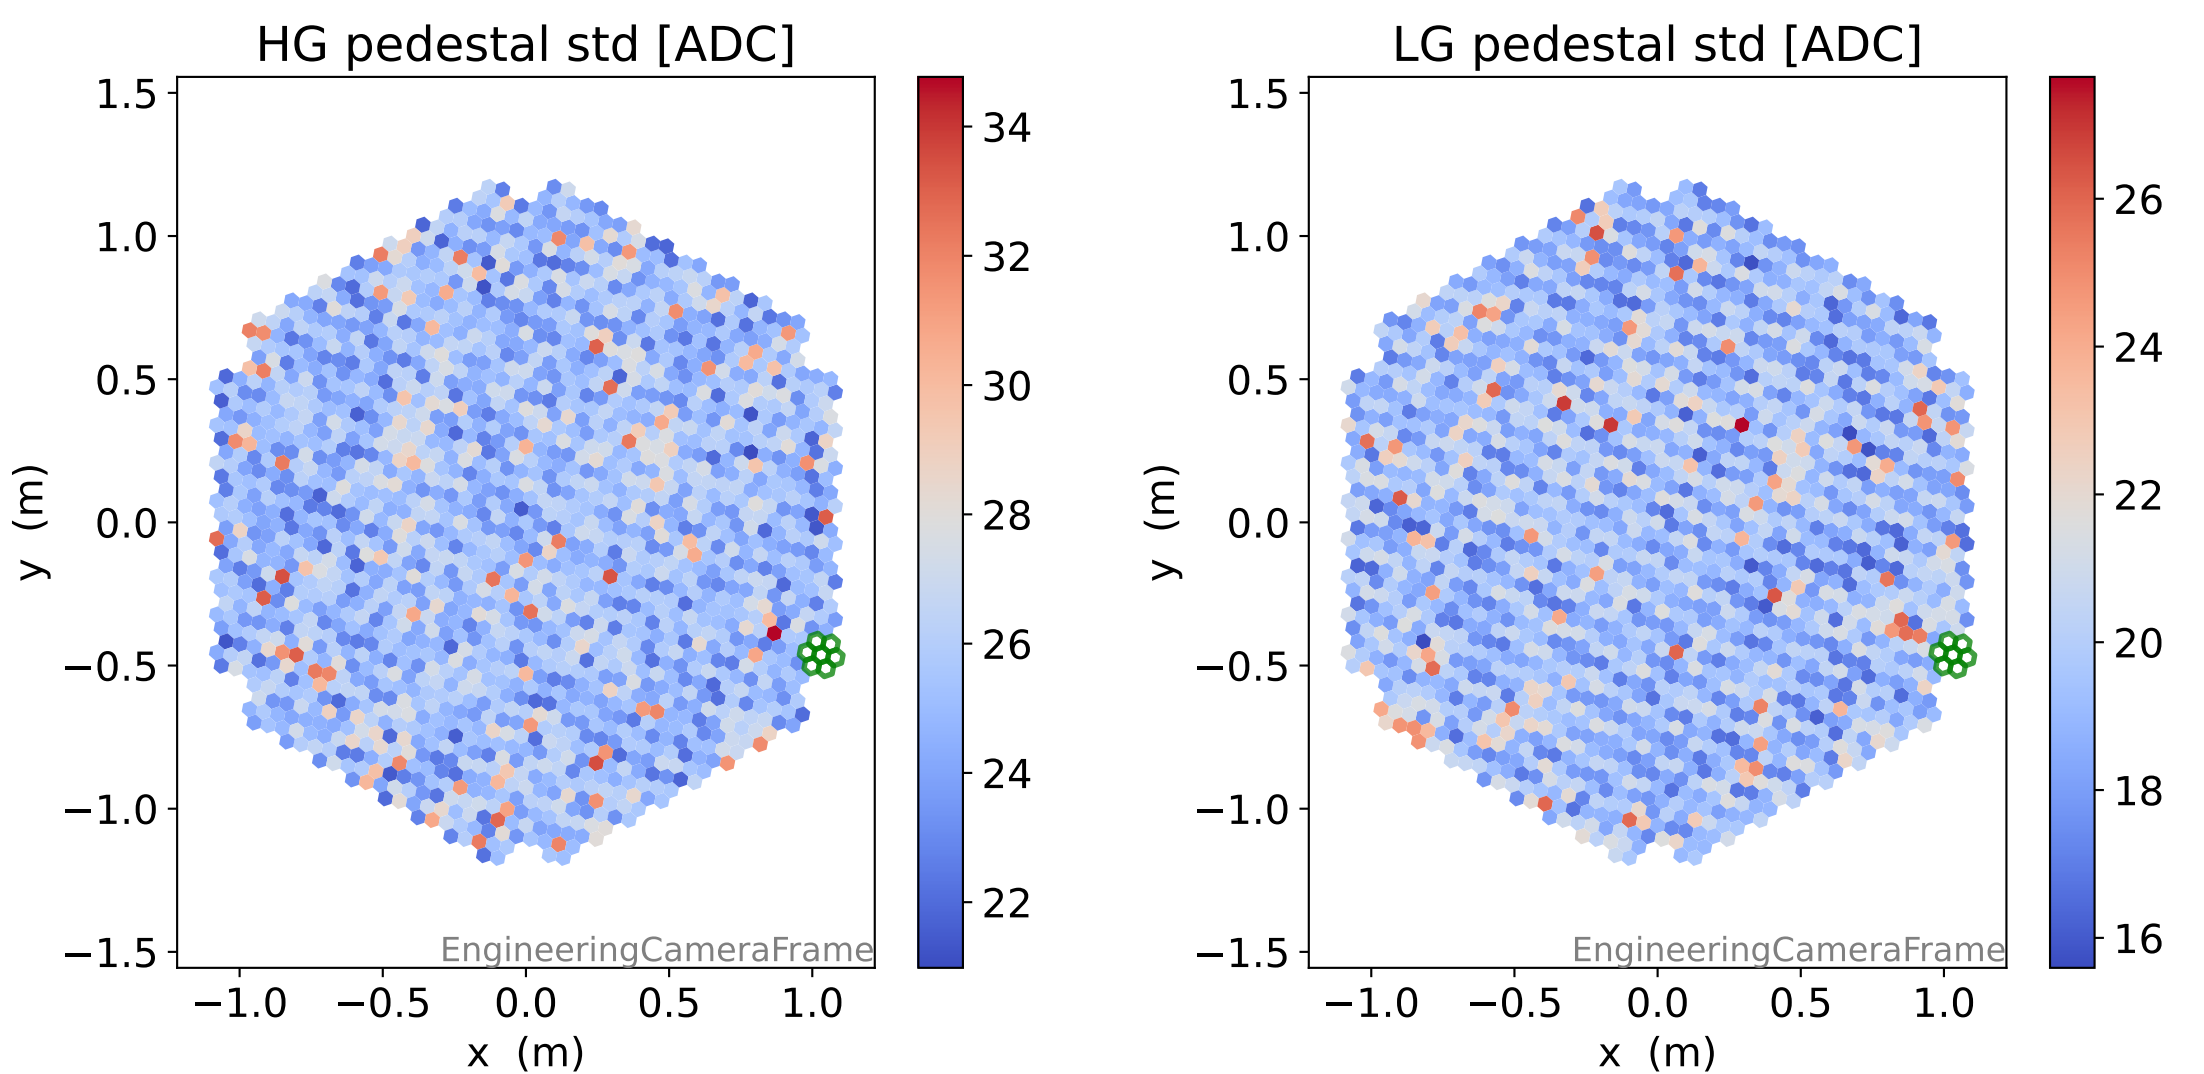 HG pedestal std [ADC]
1.5
1.0
0.5
0.0
−0.5
−1.0
−1.5
y (m)
−1.0 −0.5 0.0 0.5 1.0
x (m)
EngineeringCameraFrame
34
32
30
28
26
24
22
LG pedestal std [ADC]
1.5
1.0
0.5
0.0
−0.5
−1.0
−1.5
y (m)
−1.0 −0.5 0.0 0.5 1.0
x (m)
EngineeringCameraFrame
26
24
22
20
18
16